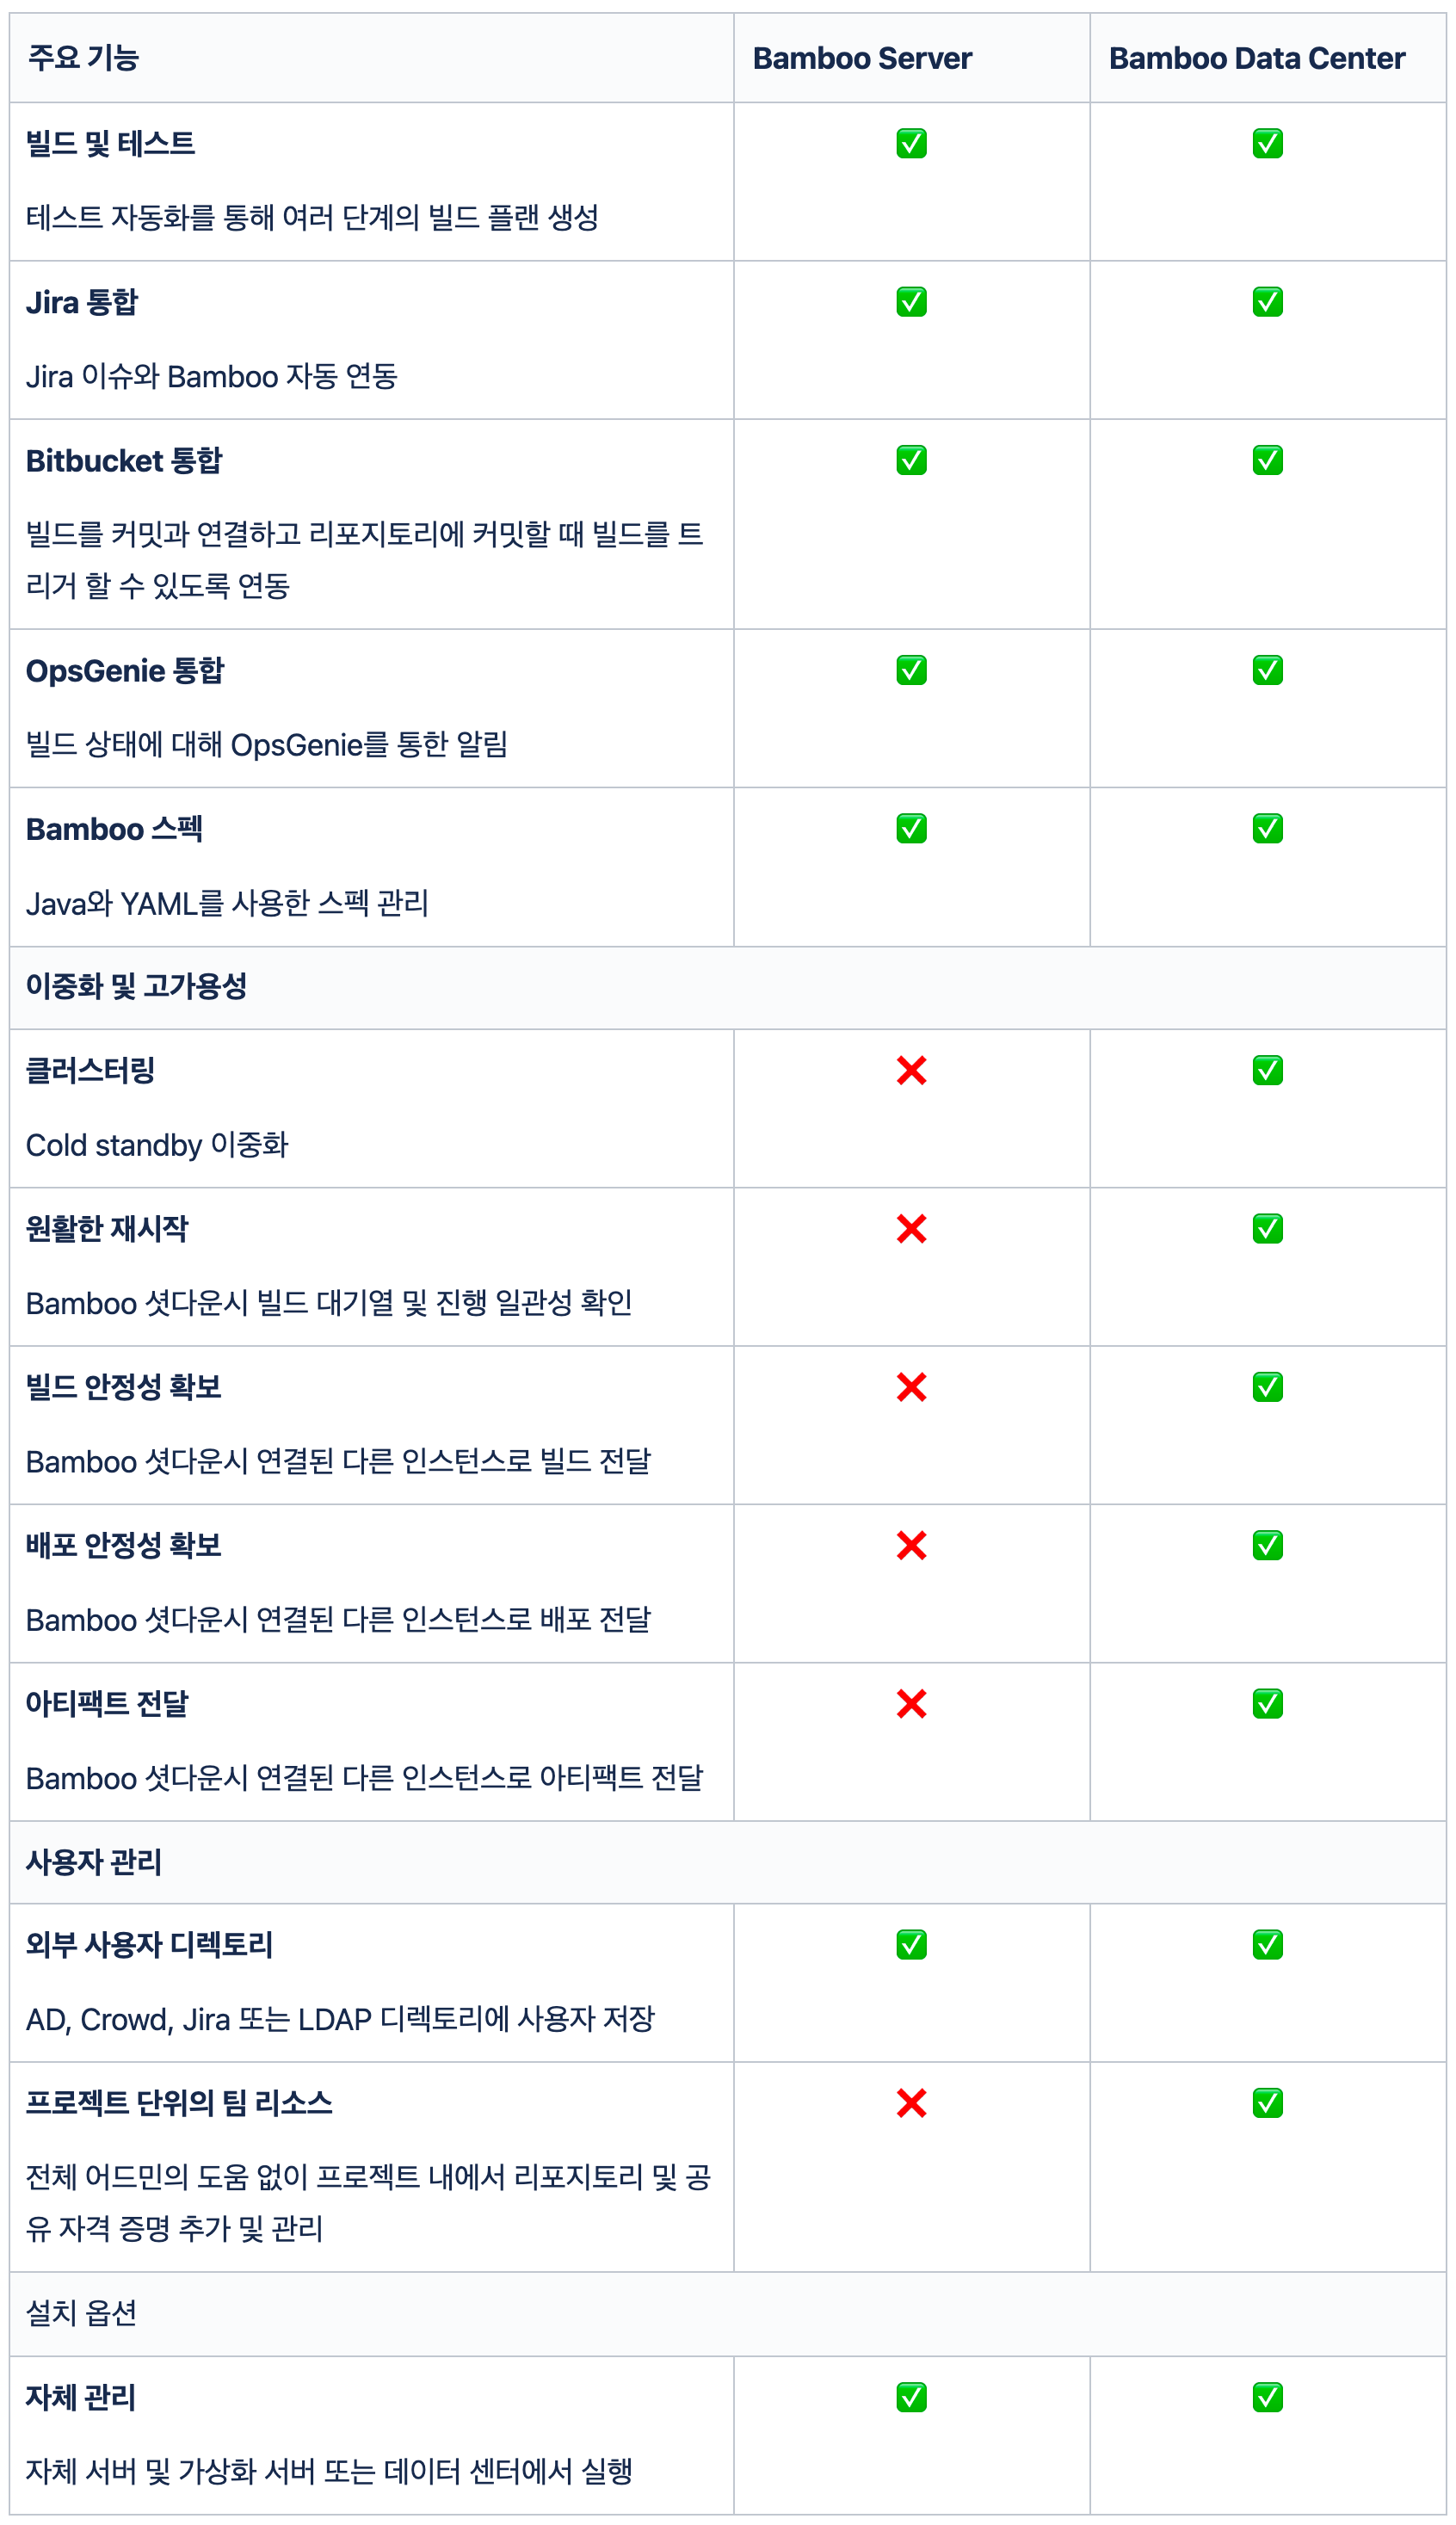 주요 기능
Bamboo Server
Bamboo Data Center
빌드 및 테스트
✅
✅
테스트 자동화를 통해 여러 단계의 빌드 플랜 생성
Jira 통합
✅
✅
Jira 이슈와 Bamboo 자동 연동
Bitbucket 통합
✅
✅
빌드를 커밋과 연결하고 리포지토리에 커밋할 때 빌드를 트
리거 할 수 있도록 연동
OpsGenie 통합
✅
✅
빌드 상태에 대해 OpsGenie를 통한 알림
Bamboo 스펙
✅
✅
Java와 YAML를 사용한 스펙 관리
이중화 및 고가용성
클러스터링
❌
✅
Cold standby 이중화
원활한 재시작
❌
✅
Bamboo 셧다운시 빌드 대기열 및 진행 일관성 확인
빌드 안정성 확보
❌
✅
Bamboo 셧다운시 연결된 다른 인스턴스로 빌드 전달
배포 안정성 확보
❌
✅
Bamboo 셧다운시 연결된 다른 인스턴스로 배포 전달
아티팩트 전달
❌
✅
Bamboo 셧다운시 연결된 다른 인스턴스로 아티팩트 전달
사용자 관리
외부 사용자 디렉토리
✅
✅
AD, Crowd, Jira 또는 LDAP 디렉토리에 사용자 저장
프로젝트 단위의 팀 리소스
❌
✅
전체 어드민의 도움 없이 프로젝트 내에서 리포지토리 및 공
유 자격 증명 추가 및 관리
설치 옵션
자체 관리
✅
✅
자체 서버 및 가상화 서버 또는 데이터 센터에서 실행